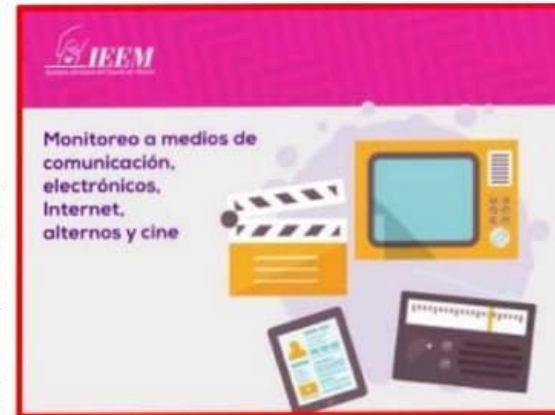 IEEM
Monitoreo a medios de
comunicación,
electrónicos,
Internet,
alternos y cine